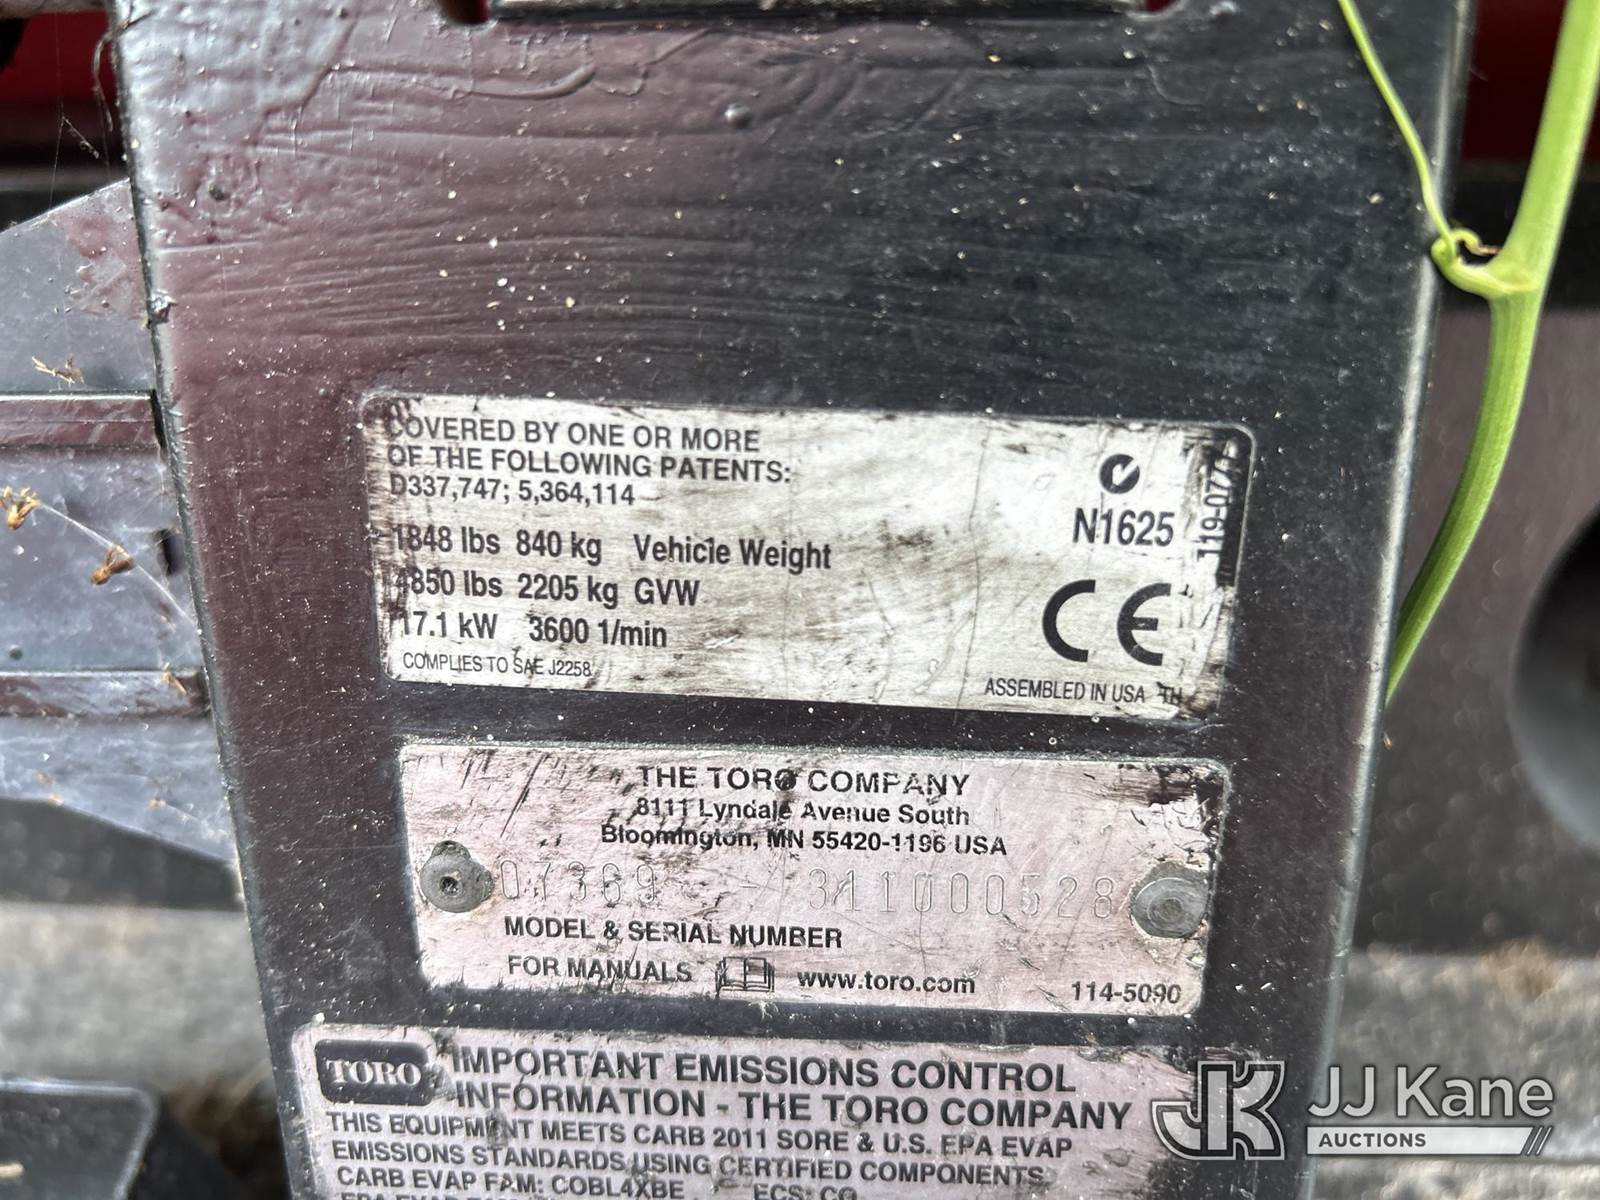 COVERED BY ONE OR MORE
OF THE FOLLOWING PATENTS:
D337,747; 5,364,114
1848 lbs 840 kg Vehicle Weight
4850 lbs 2205 kg GVW
17.1 kW 3600 1/min
COMPLIES TO SAE J2258
N1625
CE
ASSEMBLED IN USA TH
THE TORO COMPANY
8111 Lyndale Avenue South
Bloomington, MN 55420-1196 USA
07369 - 311000528
MODEL & SERIAL NUMBER
FOR MANUALS www.toro.com
114-5090
TORO
IMPORTANT EMISSIONS CONTROL
INFORMATION - THE TORO COMPANY
THIS EQUIPMENT MEETS CARB 2011 SORE & U.S. EPA EVAP
EMISSIONS STANDARDS USING CERTIFIED COMPONENTS
CARB EVAP FAM: COBL4XBE ECS: CO
JK JJ Kane
AUCTIONS